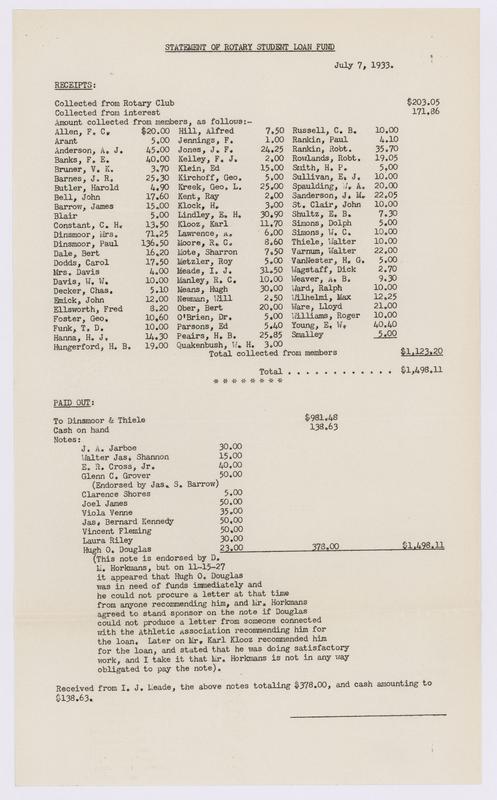 STATEMENT OF ROTARY STUDENT LOAN FUND
July 7, 1933.
RECEIPTS:
Collected from Rotary Club $203.05
Collected from interest 171.86
Amount collected from members, as follows:-
Allen, F. C. $20.00 Hill, Alfred 7.50 Russell, C. B. 10.00
Arant 5.00 Jennings, F. 1.00 Rankin, Paul 4.10
Anderson, A. J. 45.00 Jones, J. F. 24.25 Rankin, Robt. 35.70
Banks, F. E. 40.00 Kelley, F. J. 2.00 Rowlands, Robt. 19.05
Bruner, V. K. 3.70 Klein, Ed 15.00 Smith, H. P. 5.00
Barnes, J. R. 25.30 Kirchoff, Geo. 5.00 Sullivan, E. J. 10.00
Butler, Harold 4.90 Kreek, Geo. L. 25.00 Spaulding, W. A. 20.00
Bell, John 17.60 Kent, Ray 2.00 Sanderson, J. M. 22.05
Barrow, James 15.00 Klock, H. 3.00 St. Clair, John 10.00
Blair 5.00 Lindley, E. H. 30.90 Shultz, E. B. 7.30
Constant, C. H. 13.50 Klooz, Karl 11.70 Simons, Dolph 5.00
Dinsmoor, Mrs. 71.25 Lawrence, A. 6.00 Simons, W. C. 10.00
Dinsmoor, Paul 136.50 Moore, R. C. 8.60 Thiele, Walter 10.00
Dale, Bert 16.20 Mote, Sharron 7.50 Varnum, Walter 22.00
Dodds, Carol 17.50 Metzler, Roy 5.00 VanNester, H. G. 5.00
Mrs. Davis 4.00 Meade, I. J. 31.50 Wagstaff, Dick 2.70
Davis, W. W. 10.00 Manley, R. C. 10.00 Weaver, A. B. 9.30
Decker, Chas. 5.10 Means, Hugh 30.00 Ward, Ralph 10.00
Emick, John 12.00 Newman, Will 2.50 Wilhelmi, Max 12.25
Ellsworth, Fred 8.20 Ober, Bert 20.00 Ware, Lloyd 21.00
Foster, Geo. 10.60 O'Brien, Dr. 5.00 Williams, Roger 10.00
Funk, T. D. 10.00 Parsons, Ed 5.40 Young, E. W. 40.40
Hanna, H. J. 14.30 Peairs, H. B. 25.85 Smalley 5.00
Hungerford, H. B. 19.00 Quakenbush, W. H. 3.00
Total collected from members $1,123.20
Total . . . . . . . . . . . . $1,498.11
* * * * * * * *
PAID OUT:
To Dinsmoor & Thiele $981.48
Cash on hand 138.63
Notes:
J. A. Jarboe 30.00
Walter Jas. Shannon 15.00
E. R. Cross, Jr. 40.00
Glenn C. Grover 50.00
(Endorsed by Jas. S. Barrow)
Clarence Shores 5.00
Joel James 50.00
Viola Venne 35.00
Jas. Bernard Kennedy 50.00
Vincent Fleming 50.00
Laura Riley 30.00
Hugh O. Douglas 23.00 378.00 $1,498.11
(This note is endorsed by D.
M. Horkmans, but on 11-15-27
it appeared that Hugh O. Douglas
was in need of funds immediately and
he could not procure a letter at that time
from anyone recommending him, and Mr. Horkmans
agreed to stand sponsor on the note if Douglas
could not produce a letter from someone connected
with the Athletic Association recommending him for
the loan. Later on Mr. Karl Klooz recommended him
for the loan, and stated that he was doing satisfactory
work, and I take it that Mr. Horkmans is not in any way
obligated to pay the note).
Received from I. J. Meade, the above notes totaling $378.00, and cash amounting to
$138.63.